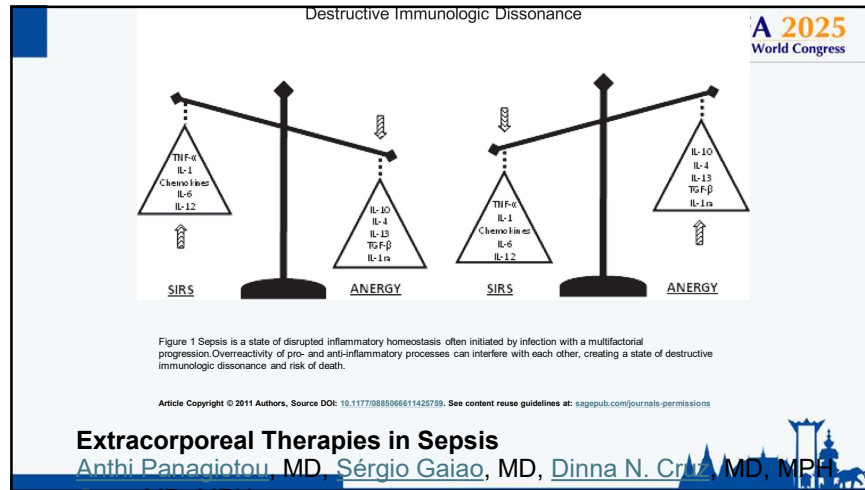 Destructive Immunologic Dissonance
A 2025
World Congress
TNF-α
IL-1
Chemokines
IL-6
IL-12
SIRS
IL-10
IL-4
IL-13
TGF-β
IL-1ra
ANERGY
TNF-α
IL-1
Chemokines
IL-6
IL-12
SIRS
IL-10
IL-4
IL-13
TGF-β
IL-1ra
ANERGY
Figure 1 Sepsis is a state of disrupted inflammatory homeostasis often initiated by infection with a multifactorial
progression.Overreactivity of pro- and anti-inflammatory processes can interfere with each other, creating a state of destructive
immunologic dissonance and risk of death.
Article Copyright © 2011 Authors, Source DOI: 10.1177/0885066611425759. See content reuse guidelines at: sagepub.com/journals-permissions
Extracorporeal Therapies in Sepsis
Anthi Panagiotou, MD, Sérgio Gaiao, MD, Dinna N. Cruz, MD, MPH